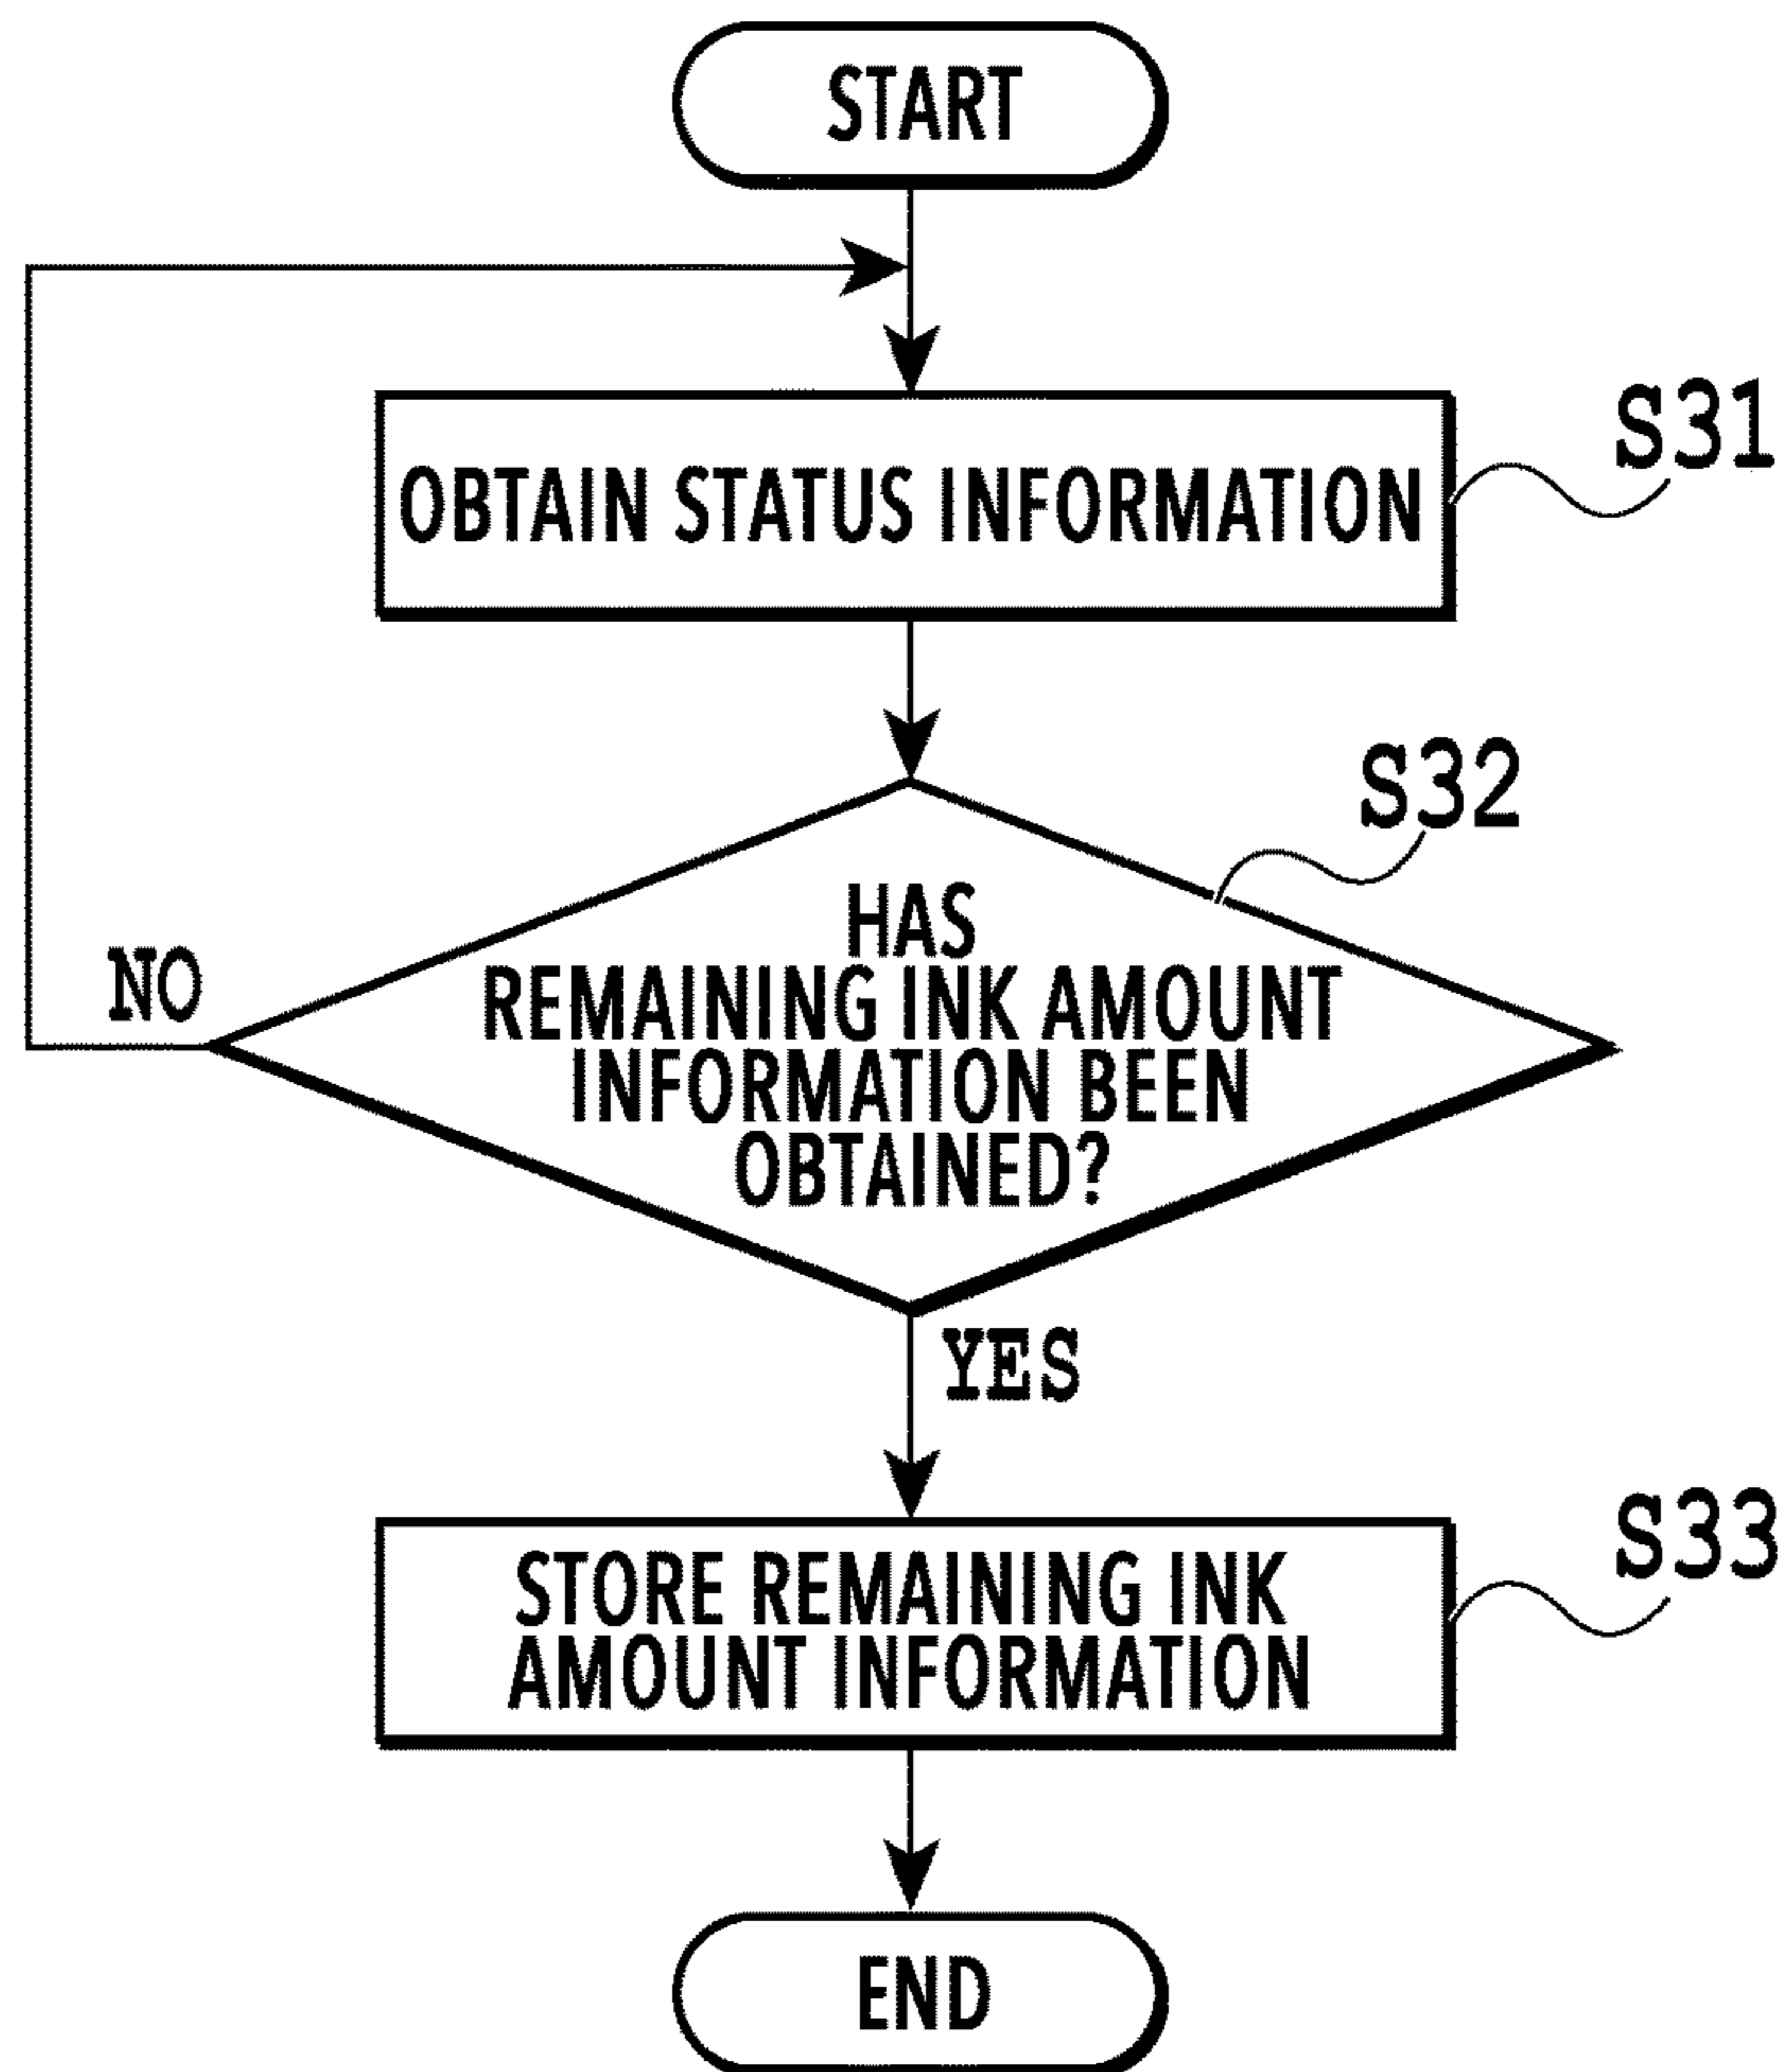 START
OBTAIN STATUS INFORMATION
S31
S32
HAS
REMAINING INK AMOUNT
INFORMATION BEEN
OBTAINED?
NO
YES
STORE REMAINING INK
AMOUNT INFORMATION
S33
END